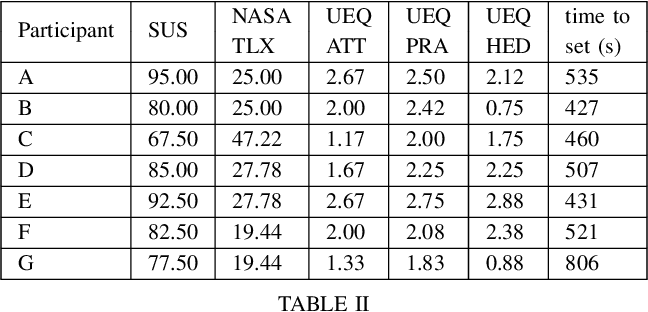 Participant SUS NASA TLX UEQ ATT UEQ PRA UEQ HED time to set (s)
A 95.00 25.00 2.67 2.50 2.12 535
B 80.00 25.00 2.00 2.42 0.75 427
C 67.50 47.22 1.17 2.00 1.75 460
D 85.00 27.78 1.67 2.25 2.25 507
E 92.50 27.78 2.67 2.75 2.88 431
F 82.50 19.44 2.00 2.08 2.38 521
G 77.50 19.44 1.33 1.83 0.88 806
TABLE II